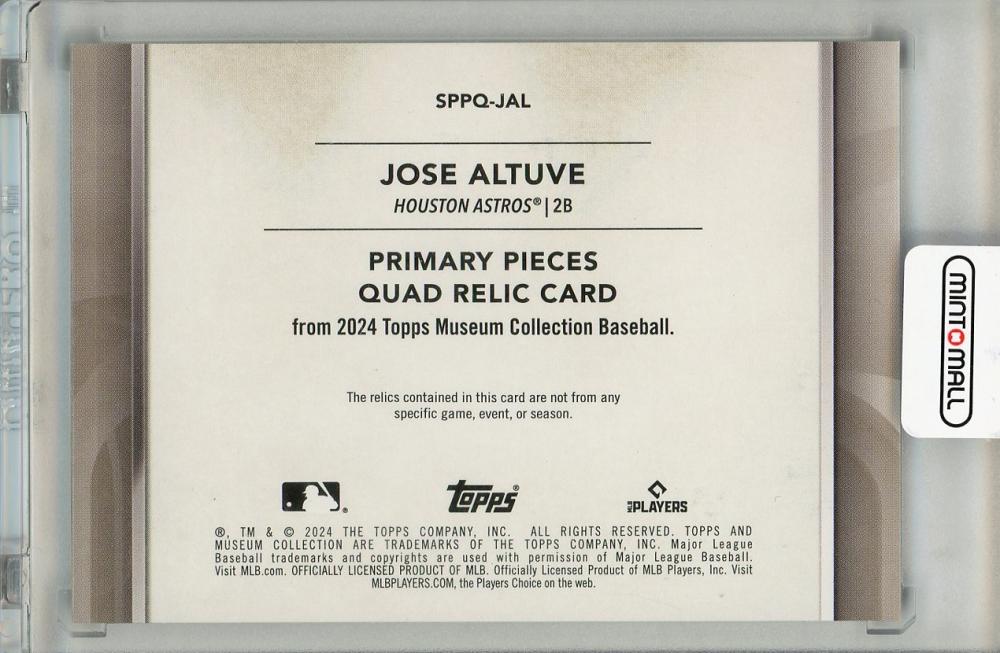 SPPQ-JAL
JOSE ALTUVE
HOUSTON ASTROS® | 2B
PRIMARY PIECES
QUAD RELIC CARD
from 2024 Topps Museum Collection Baseball.
The relics contained in this card are not from any
specific game, event, or season.
Topps®
MLB PLAYERS
®, TM & © 2024 THE TOPPS COMPANY, INC. ALL RIGHTS RESERVED. TOPPS AND
MUSEUM COLLECTION ARE TRADEMARKS OF THE TOPPS COMPANY, INC. Major League
Baseball trademarks and copyrights are used with permission of Major League Baseball.
Visit MLB.com. OFFICIALLY LICENSED PRODUCT OF MLB. Officially Licensed Product of MLB Players, Inc. Visit
MLBPLAYERS.COM, the Players Choice on the web.
MINTOMALL